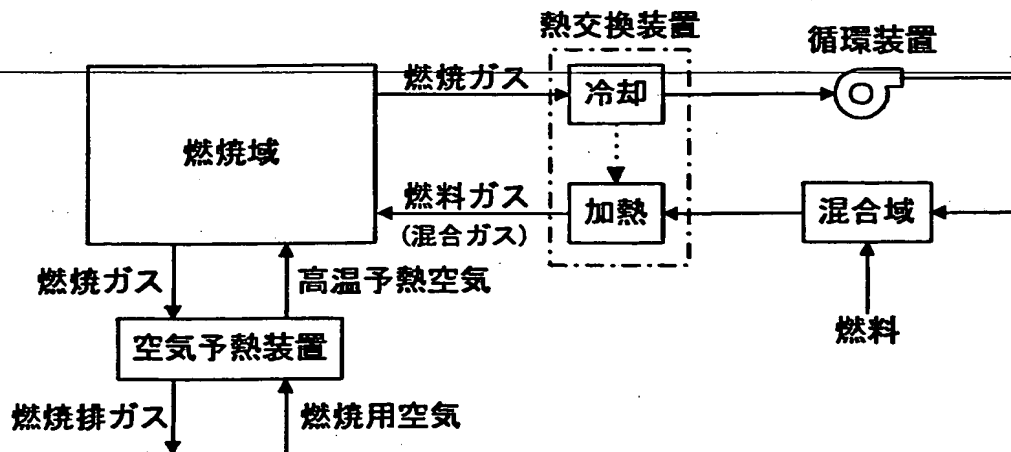 熱交換装置
循環装置
燃焼ガス
冷却
燃焼域
燃料ガス
(混合ガス)
加熱
混合域
燃焼ガス
高温予熱空気
燃料
空気予熱装置
燃焼排ガス
燃焼用空気